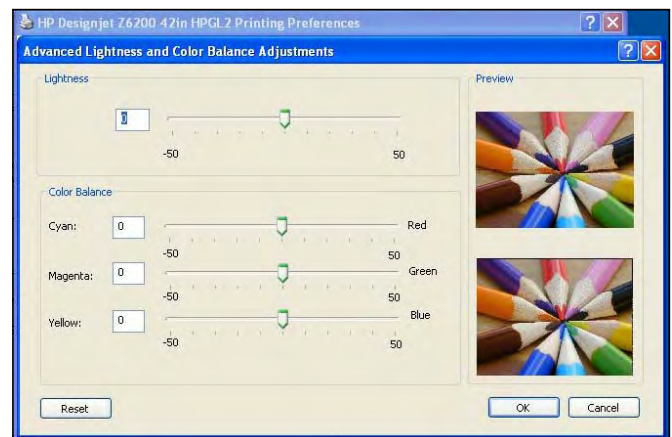 HP Designjet Z6200 42in HPGL2 Printing Preferences
Advanced Lightness and Color Balance Adjustments
Lightness
0
-50 50
Color Balance
Cyan: 0 Red
-50 50
Magenta: 0 Green
-50 50
Yellow: 0 Blue
-50 50
Preview
Reset
OK
Cancel